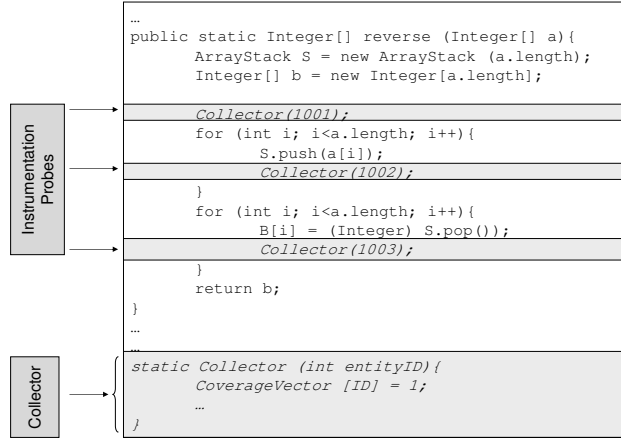 …
public static Integer[] reverse (Integer[] a){
ArrayStack S = new ArrayStack (a.length);
Integer[] b = new Integer[a.length];
Collector(1001);
for (int i; i<a.length; i++){
S.push(a[i]);
Collector(1002);
}
for (int i; i<a.length; i++){
B[i] = (Integer) S.pop());
Collector(1003);
}
return b;
}
…
…
static Collector (int entityID){
CoverageVector [ID] = 1;
…
}
Instrumentation
Probes
Collector